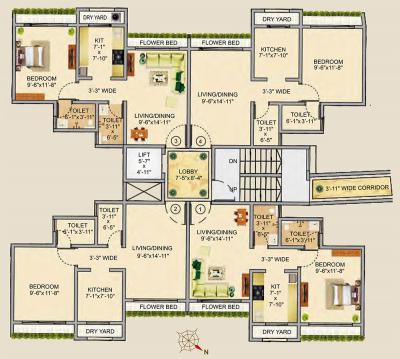 DRY YARD
DRY YARD
KIT
7'-1"
x
7'-10"
FLOWER BED
FLOWER BED
KITCHEN
7'-1"x7'-10"
BEDROOM
9'-6"x11'-8"
BEDROOM
9'-6"x11'-8"
3'-3" WIDE
LIVING/DINING
9'-6"x14'-11"
LIVING/DINING
9'-6"x14'-11"
3'-3" WIDE
TOILET
6'-1"x3'-11"
TOILET
3'-11"
x
6'-5"
TOILET
3'-11"
x
6'-5"
TOILET
6'-1"x3'-11"
3
4
LIFT
5'-7"
x
4'-11"
LOBBY
7'-5"x8'-4"
DN
UP
3'-11" WIDE CORRIDOR
2
1
TOILET
6'-1"x3'-11"
TOILET
3'-11"
x
6'-5"
TOILET
3'-11"
x
6'-5"
TOILET
6'-1"x3'-11"
LIVING/DINING
9'-6"x14'-11"
LIVING/DINING
9'-6"x14'-11"
3'-3" WIDE
3'-3" WIDE
BEDROOM
9'-6"x11'-8"
BEDROOM
9'-6"x11'-8"
KITCHEN
7'-1"x7'-10"
KIT
7'-1"
x
7'-10"
FLOWER BED
FLOWER BED
DRY YARD
DRY YARD
N